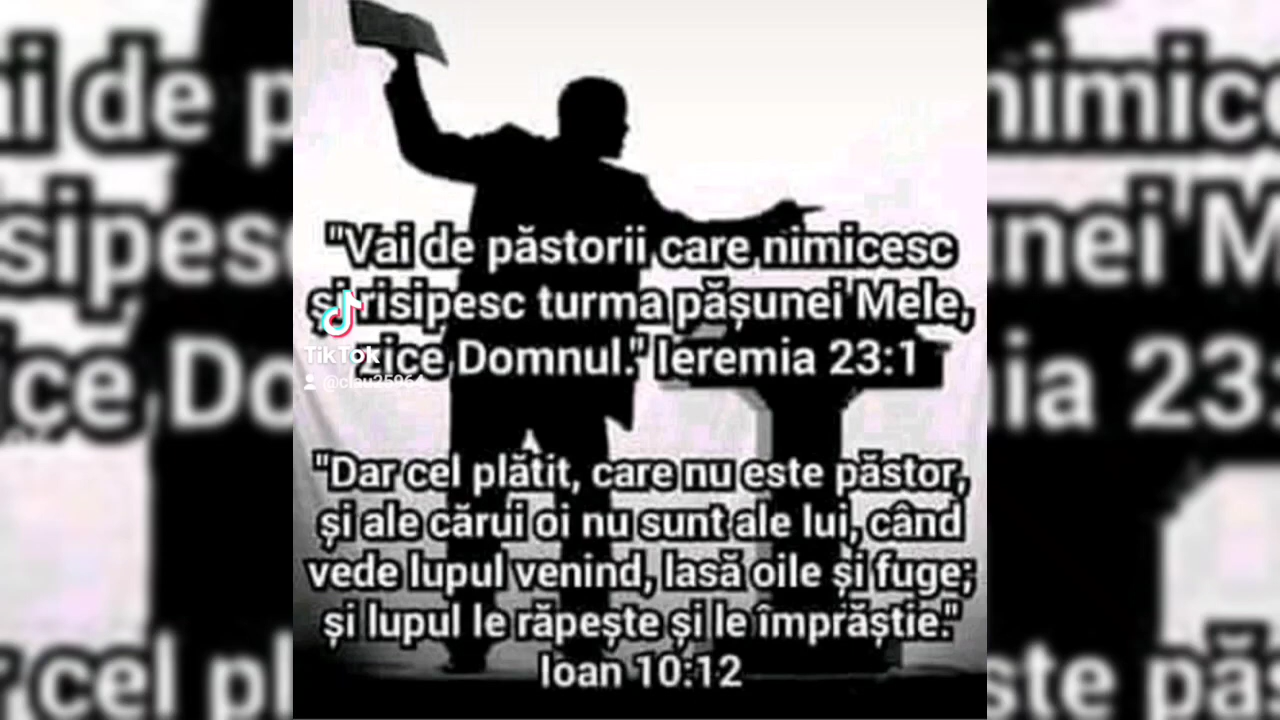 "Vai de păstorii care nimicesc
și risipesc turma pășunei Mele,
zice Domnul." Ieremia 23:1
TikTok
"Dar cel plătit, care nu este păstor,
și ale cărui oi nu sunt ale lui, când
vede lupul venind, lasă oile și fuge;
și lupul le răpește și le împrăștie."
Ioan 10:12